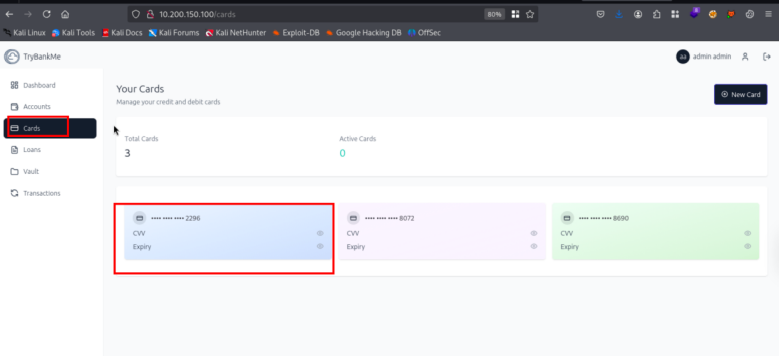 80%
10.200.150.100/cards
Kali Linux Kali Tools Kali Docs Kali Forums Kali NetHunter Exploit-DB Google Hacking DB OffSec
TryBankMe
admin admin
Dashboard
Accounts
Cards
Loans
Vault
Transactions
Your Cards
Manage your credit and debit cards
New Card
Total Cards
3
Active Cards
0
•••• •••• •••• 2296
CVV
Expiry
•••• •••• •••• 8072
CVV
Expiry
•••• •••• •••• 8690
CVV
Expiry